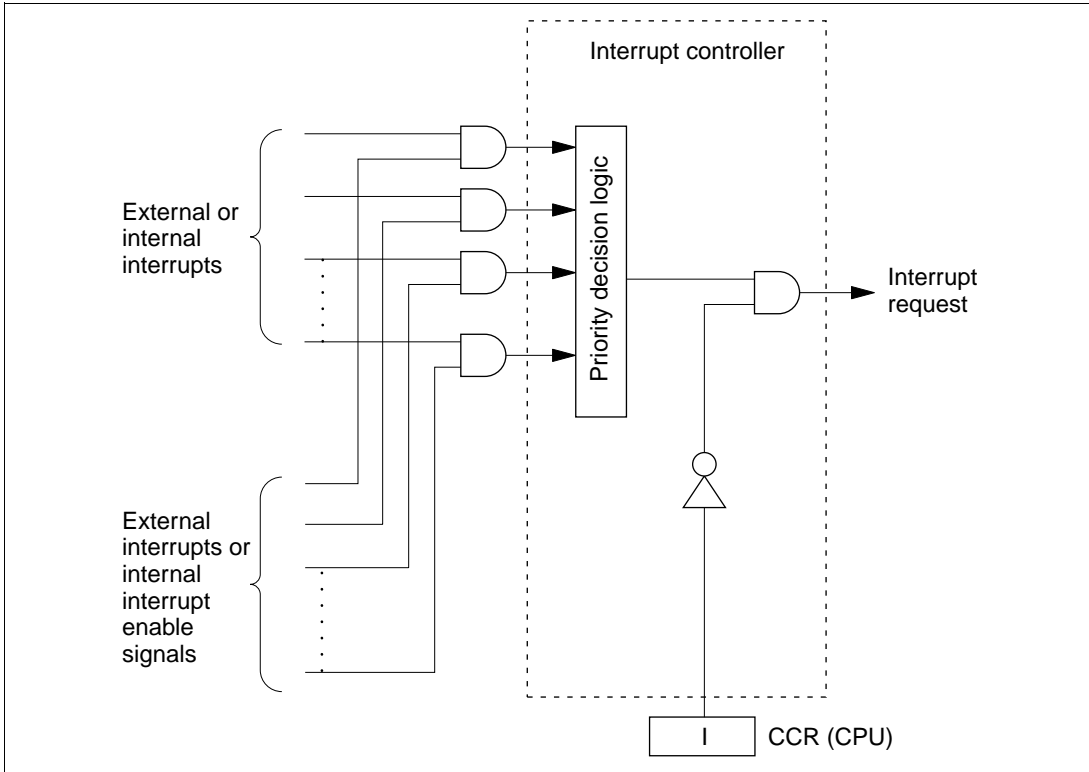 Interrupt controller
External or
internal
interrupts
Priority decision logic
Interrupt
request
External
interrupts or
internal
interrupt
enable
signals
I
CCR (CPU)